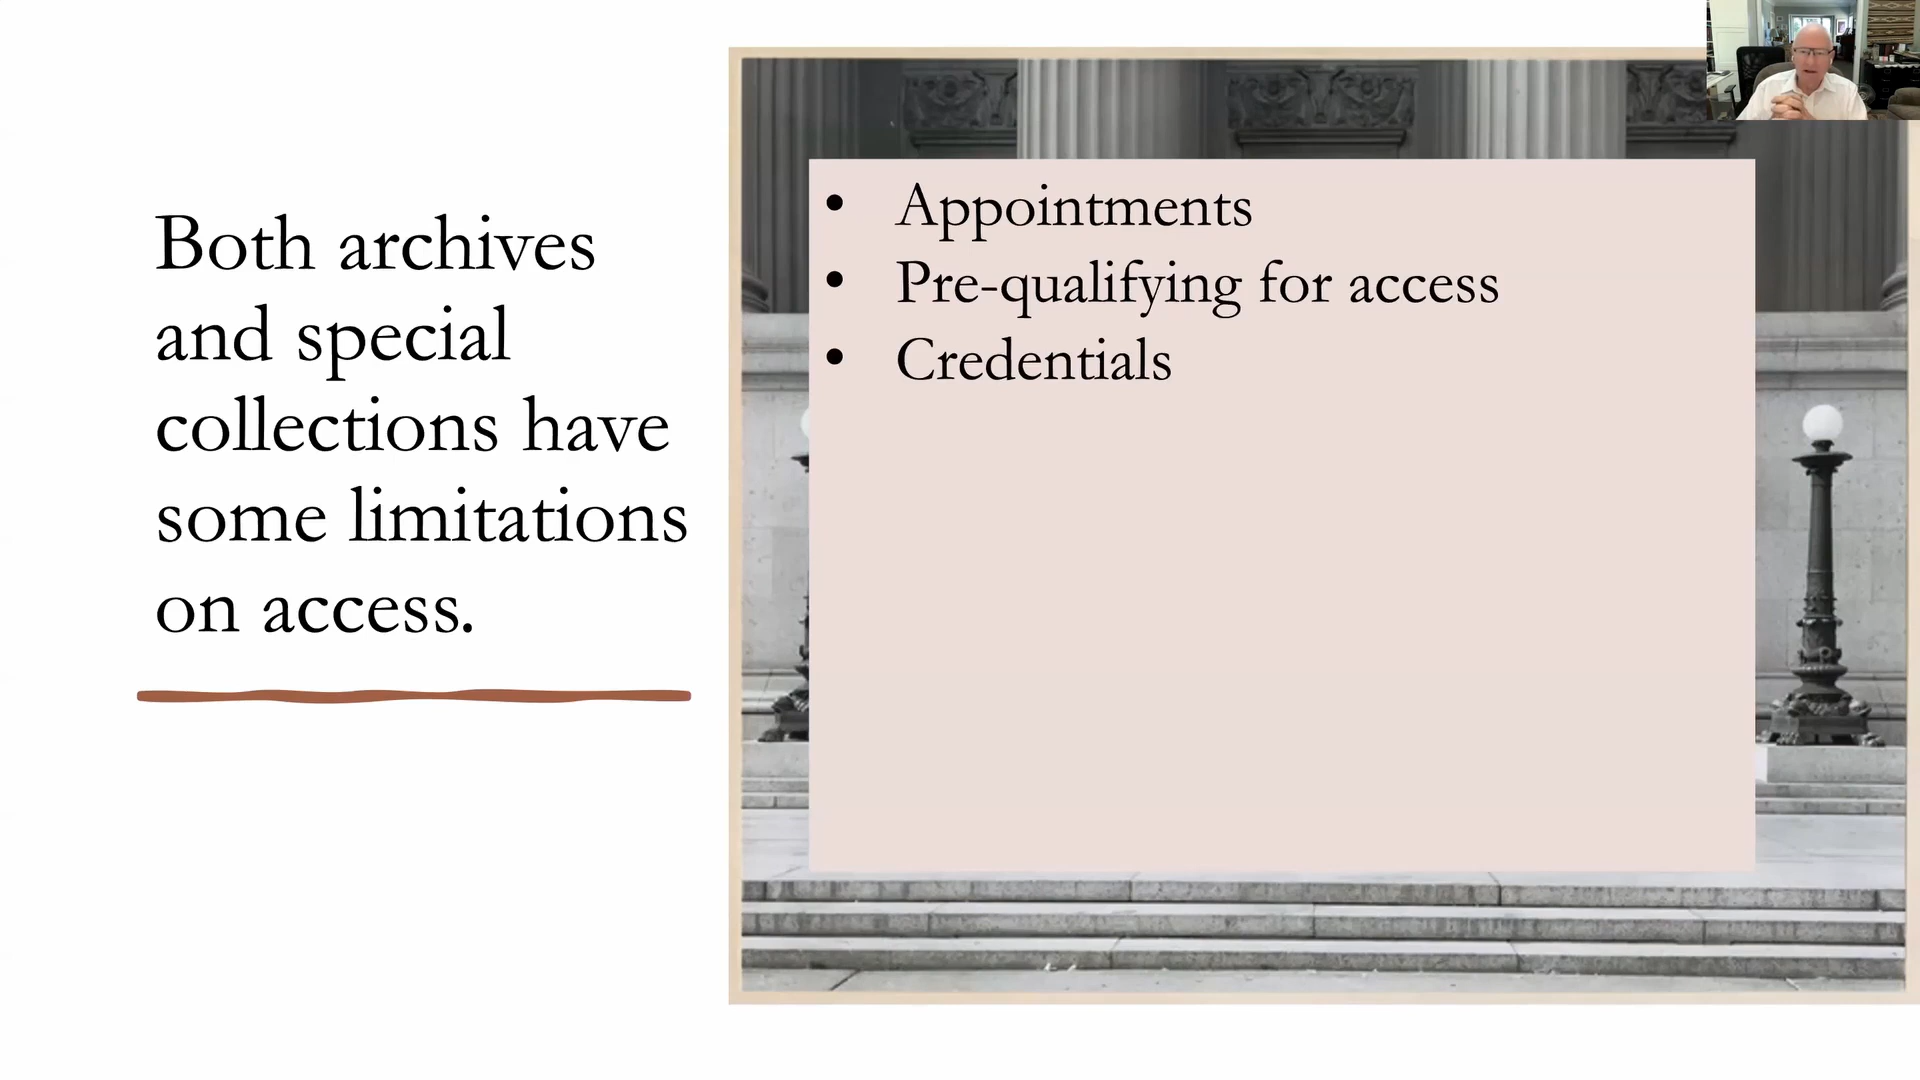 Both archives
and special
collections have
some limitations
on access.
• Appointments
• Pre-qualifying for access
• Credentials